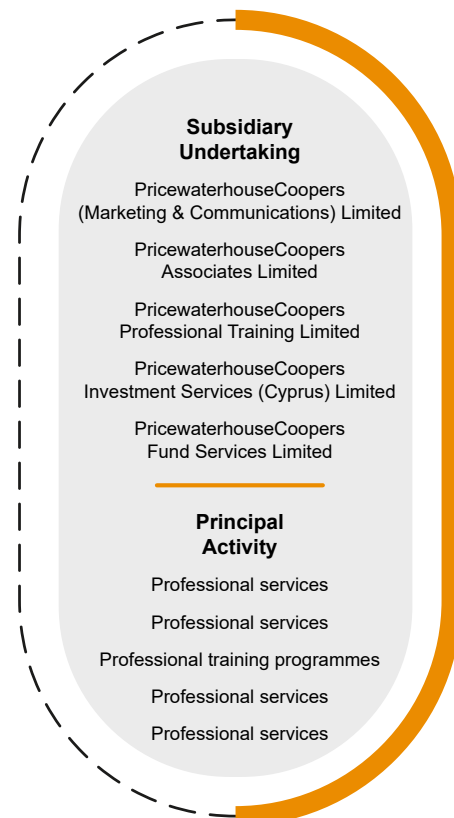 Subsidiary
Undertaking
PricewaterhouseCoopers
(Marketing & Communications) Limited
PricewaterhouseCoopers
Associates Limited
PricewaterhouseCoopers
Professional Training Limited
PricewaterhouseCoopers
Investment Services (Cyprus) Limited
PricewaterhouseCoopers
Fund Services Limited
Principal
Activity
Professional services
Professional services
Professional training programmes
Professional services
Professional services